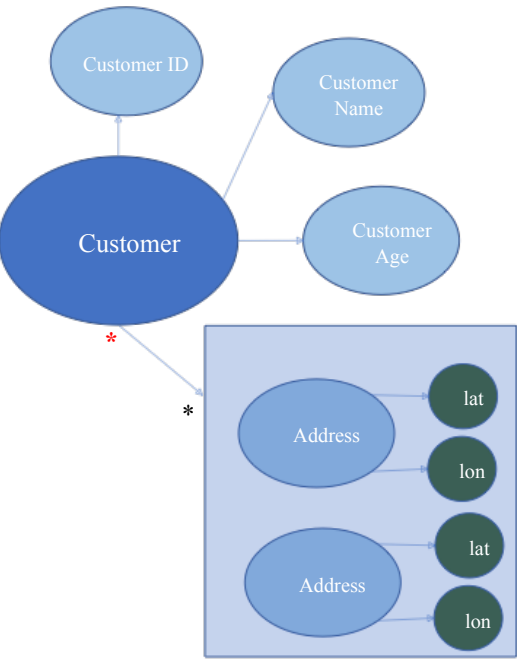 Customer ID
Customer
Name
Customer
Customer
Age
*
*
lat
Address
lon
lat
Address
lon